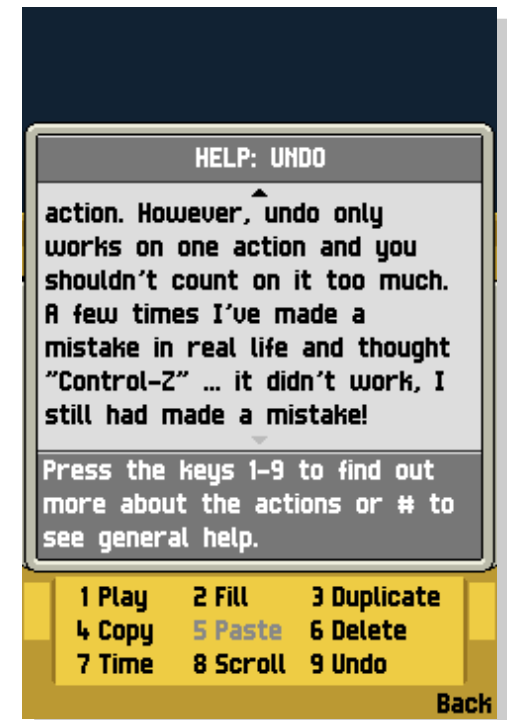 HELP: UNDO
action. However, undo only
works on one action and you
shouldn't count on it too much.
A few times I've made a
mistake in real life and thought
"Control-Z" ... it didn't work, I
still had made a mistake!
Press the keys 1-9 to find out
more about the actions or # to
see general help.
1 Play 2 Fill 3 Duplicate
4 Copy 5 Paste 6 Delete
7 Time 8 Scroll 9 Undo
Back